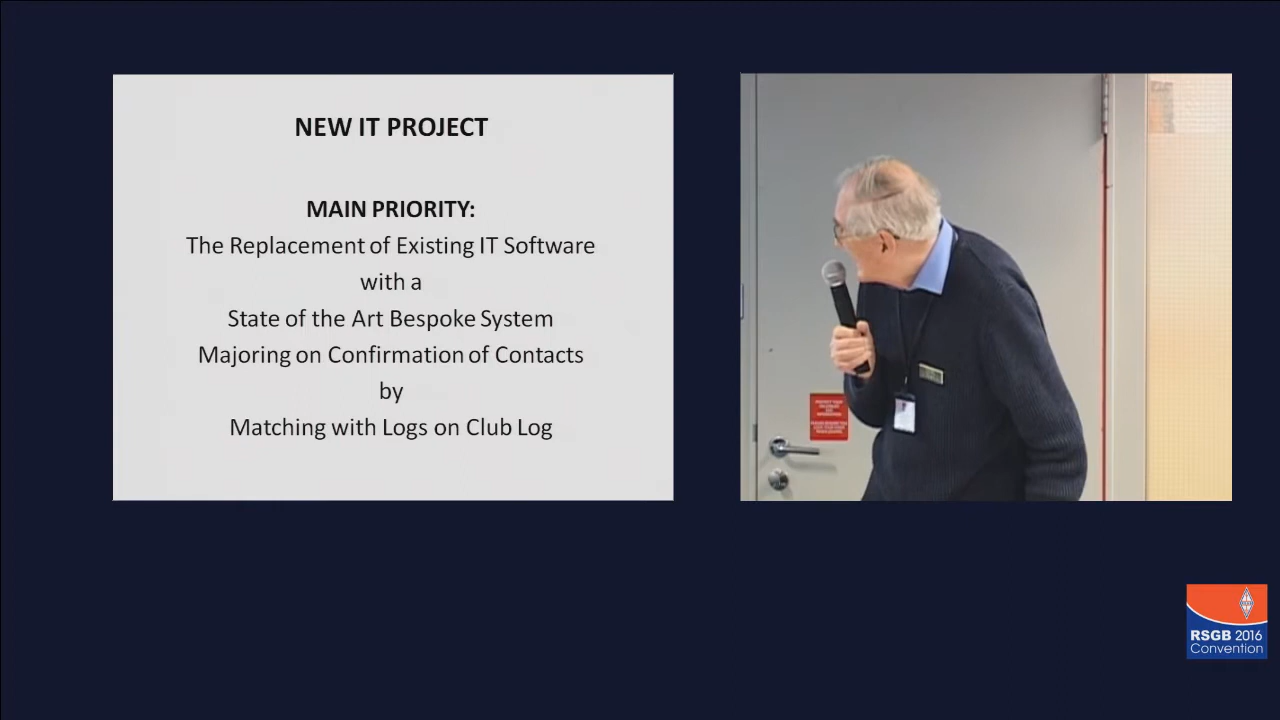 NEW IT PROJECT
MAIN PRIORITY:
The Replacement of Existing IT Software
with a
State of the Art Bespoke System
Majoring on Confirmation of Contacts
by
Matching with Logs on Club Log
RSGB 2016
Convention